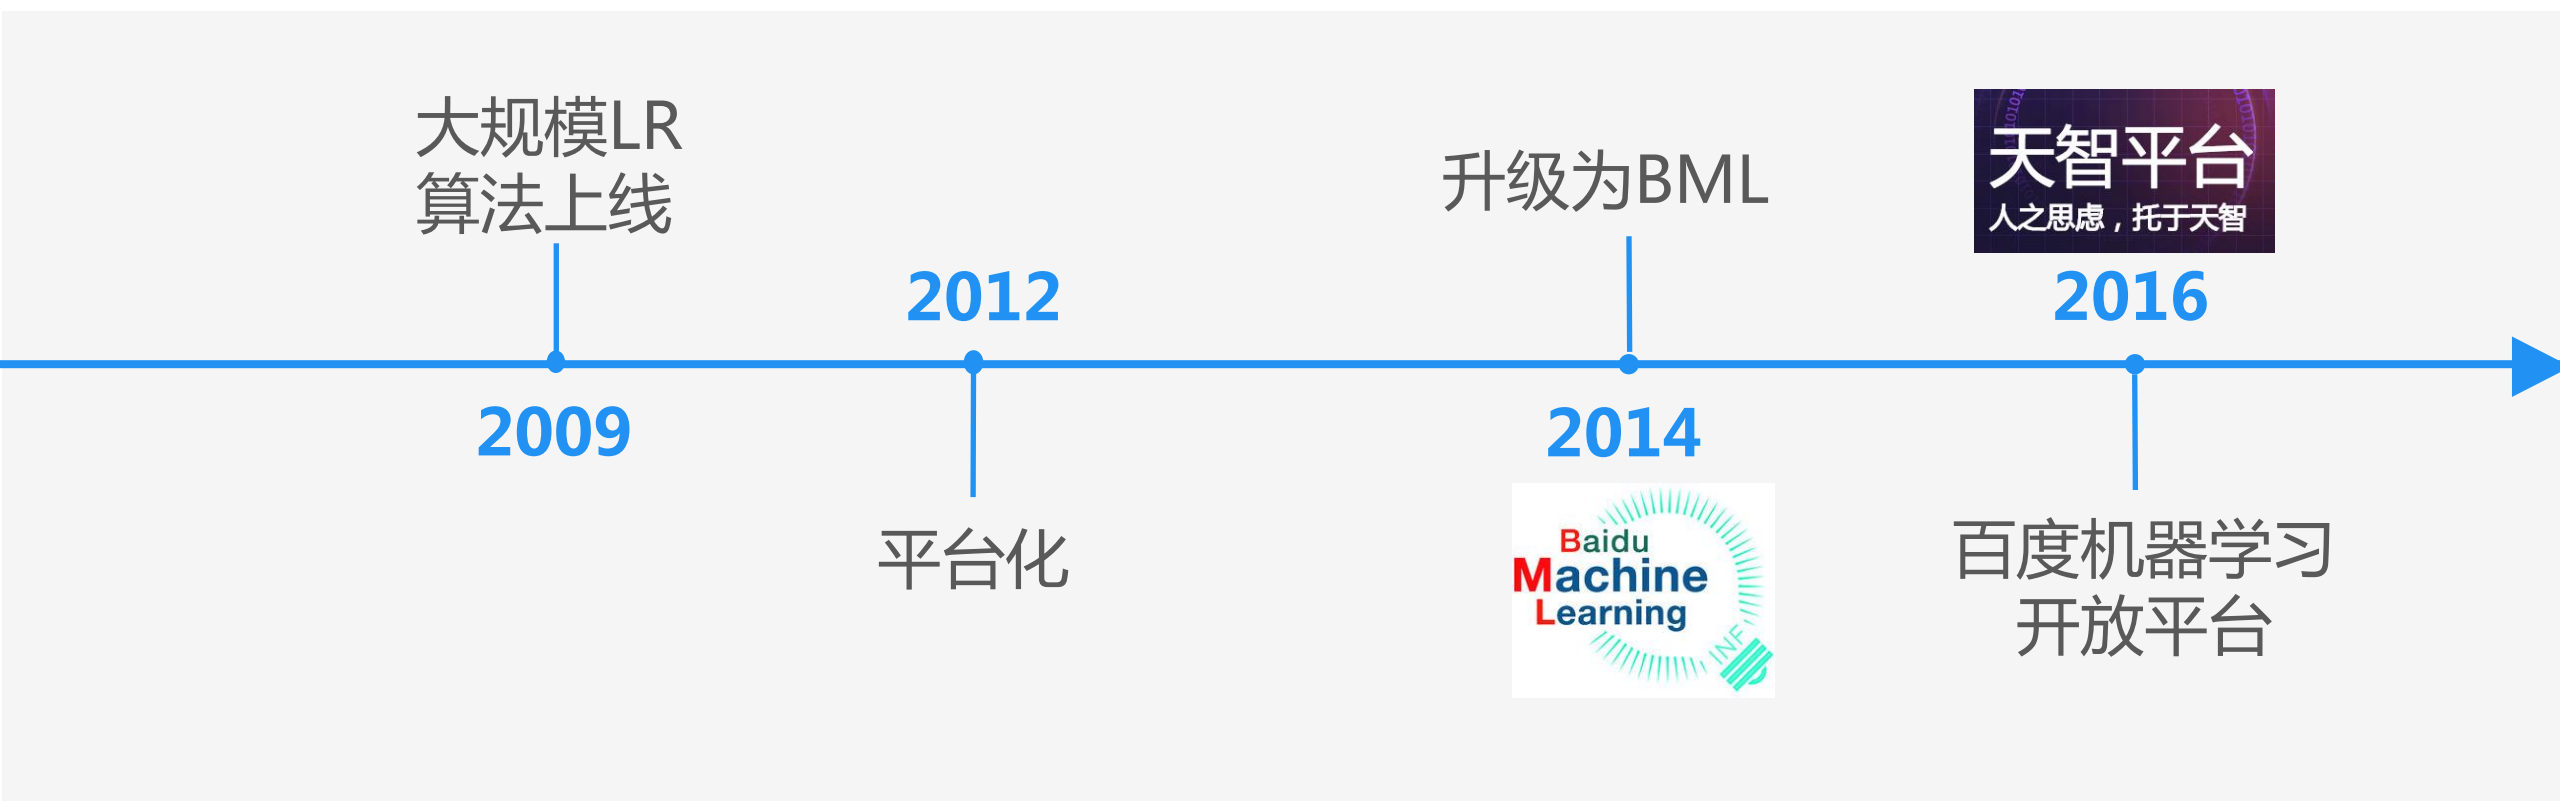 大规模LR
算法上线
2009
2012
平台化
升级为BML
2014
Baidu
Machine
Learning
INF
天智平台
人之思虑，托于天智
2016
百度机器学习
开放平台